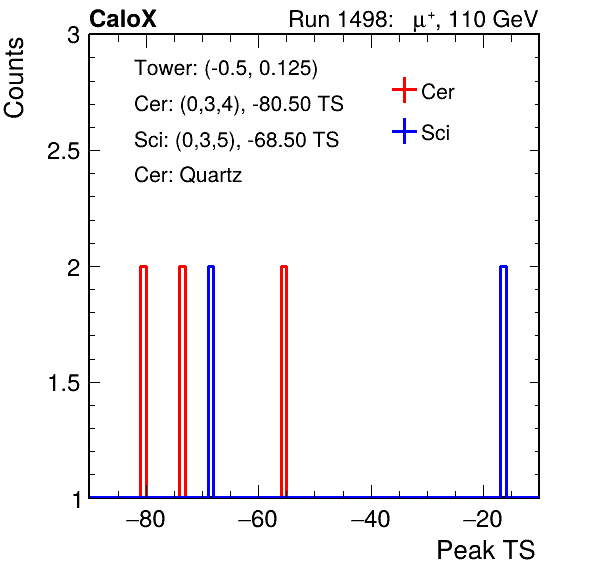 CaloX Run 1498: μ⁺, 110 GeV
Counts
3
2.5
2
1.5
1
Tower: (-0.5, 0.125)
Cer: (0,3,4), -80.50 TS
Sci: (0,3,5), -68.50 TS
Cer: Quartz
Cer
Sci
−80 −60 −40 −20
Peak TS